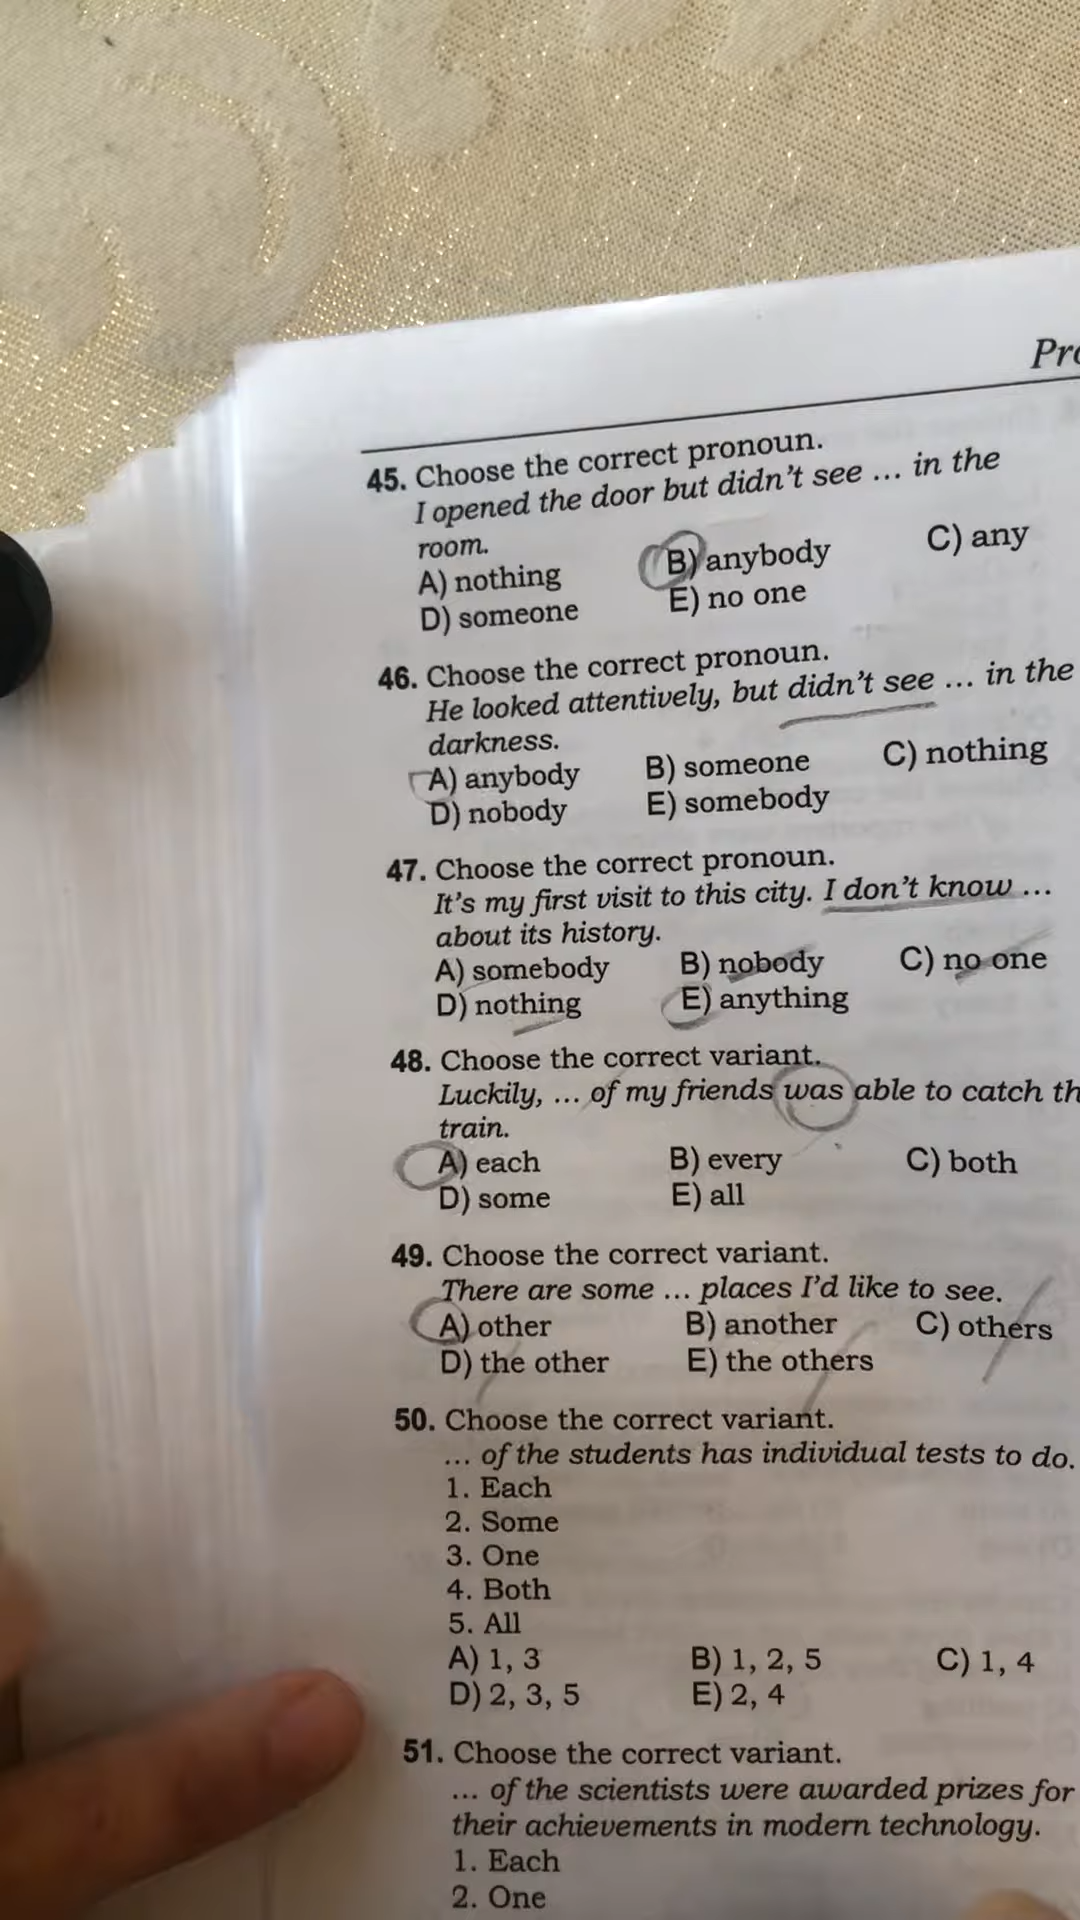 45. Choose the correct pronoun.
I opened the door but didn't see ... in the
room.
A) nothing B) anybody C) any
D) someone E) no one
46. Choose the correct pronoun.
He looked attentively, but didn't see ... in the
darkness.
A) anybody B) someone C) nothing
D) nobody E) somebody
47. Choose the correct pronoun.
It's my first visit to this city. I don't know ...
about its history.
A) somebody B) nobody C) no one
D) nothing E) anything
48. Choose the correct variant.
Luckily, ... of my friends was able to catch
train.
A) each B) every C) both
D) some E) all
49. Choose the correct variant.
There are some ... places I'd like to see.
A) other B) another C) others
D) the other E) the others
50. Choose the correct variant.
... of the students has individual tests to do.
1. Each
2. Some
3. One
4. Both
5. All
A) 1, 3 B) 1, 2, 5 C) 1, 4
D) 2, 3, 5 E) 2, 4
51. Choose the correct variant.
... of the scientists were awarded prizes for
their achievements in modern technology.
1. Each
2. One